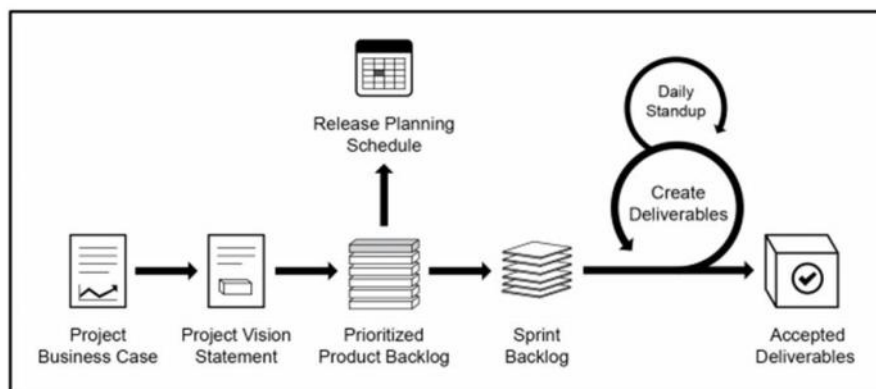 Release Planning
Schedule
Daily
Standup
Create
Deliverables
Project
Business Case
Project Vision
Statement
Prioritized
Product Backlog
Sprint
Backlog
Accepted
Deliverables